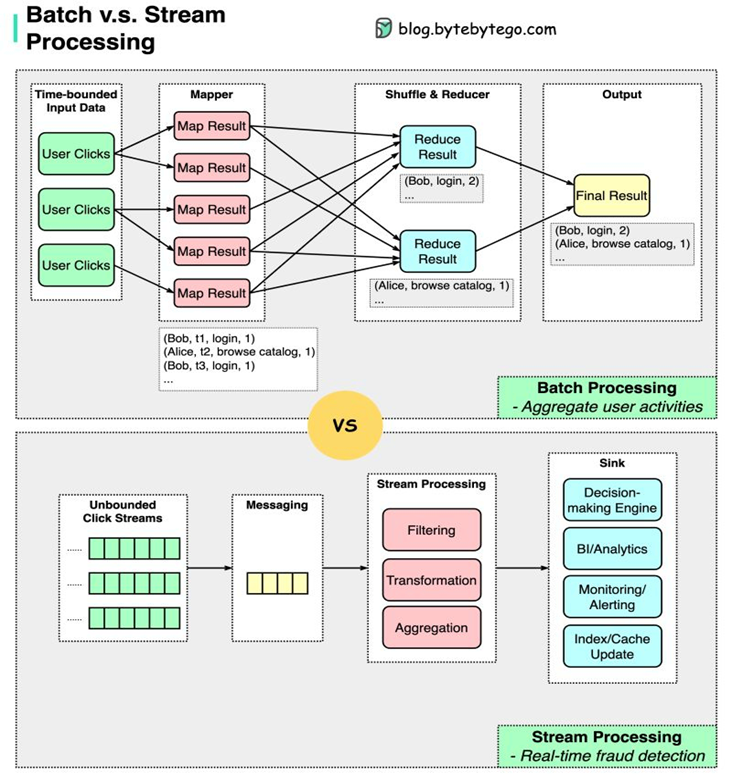 Batch v.s. Stream
Processing
blog.bytebytego.com
Time-bounded
Input Data
User Clicks
User Clicks
User Clicks
Mapper
Map Result
Map Result
Map Result
Map Result
Map Result
(Bob, t1, login, 1)
(Alice, t2, browse catalog, 1)
(Bob, t3, login, 1)
...
Shuffle & Reducer
Reduce
Result
(Bob, login, 2)
...
Reduce
Result
(Alice, browse catalog, 1)
...
Output
Final Result
(Bob, login, 2)
(Alice, browse catalog, 1)
...
Batch Processing
- Aggregate user activities
VS
Unbounded
Click Streams
......
......
......
Messaging
Stream Processing
Filtering
Transformation
Aggregation
Sink
Decision-
making Engine
BI/Analytics
Monitoring/
Alerting
Index/Cache
Update
Stream Processing
- Real-time fraud detection